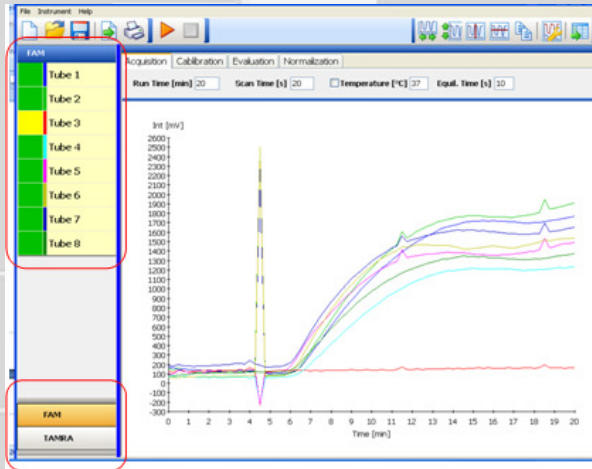 File Instrument Help
FAM
Tube 1
Tube 2
Tube 3
Tube 4
Tube 5
Tube 6
Tube 7
Tube 8
FAM
TAMRA
Acquisition Cablibration Evaluation Normalization
Run Time [min] 20 Scan Time [s] 20 Temperature [°C] 37 Equil. Time [s] 10
Int [mV]
2600
2500
2400
2300
2200
2100
2000
1900
1800
1700
1600
1500
1400
1300
1200
1100
1000
900
800
700
600
500
400
300
200
100
0
-100
-200
-300
0 1 2 3 4 5 6 7 8 9 10 11 12 13 14 15 16 17 18 19 20
Time [min]